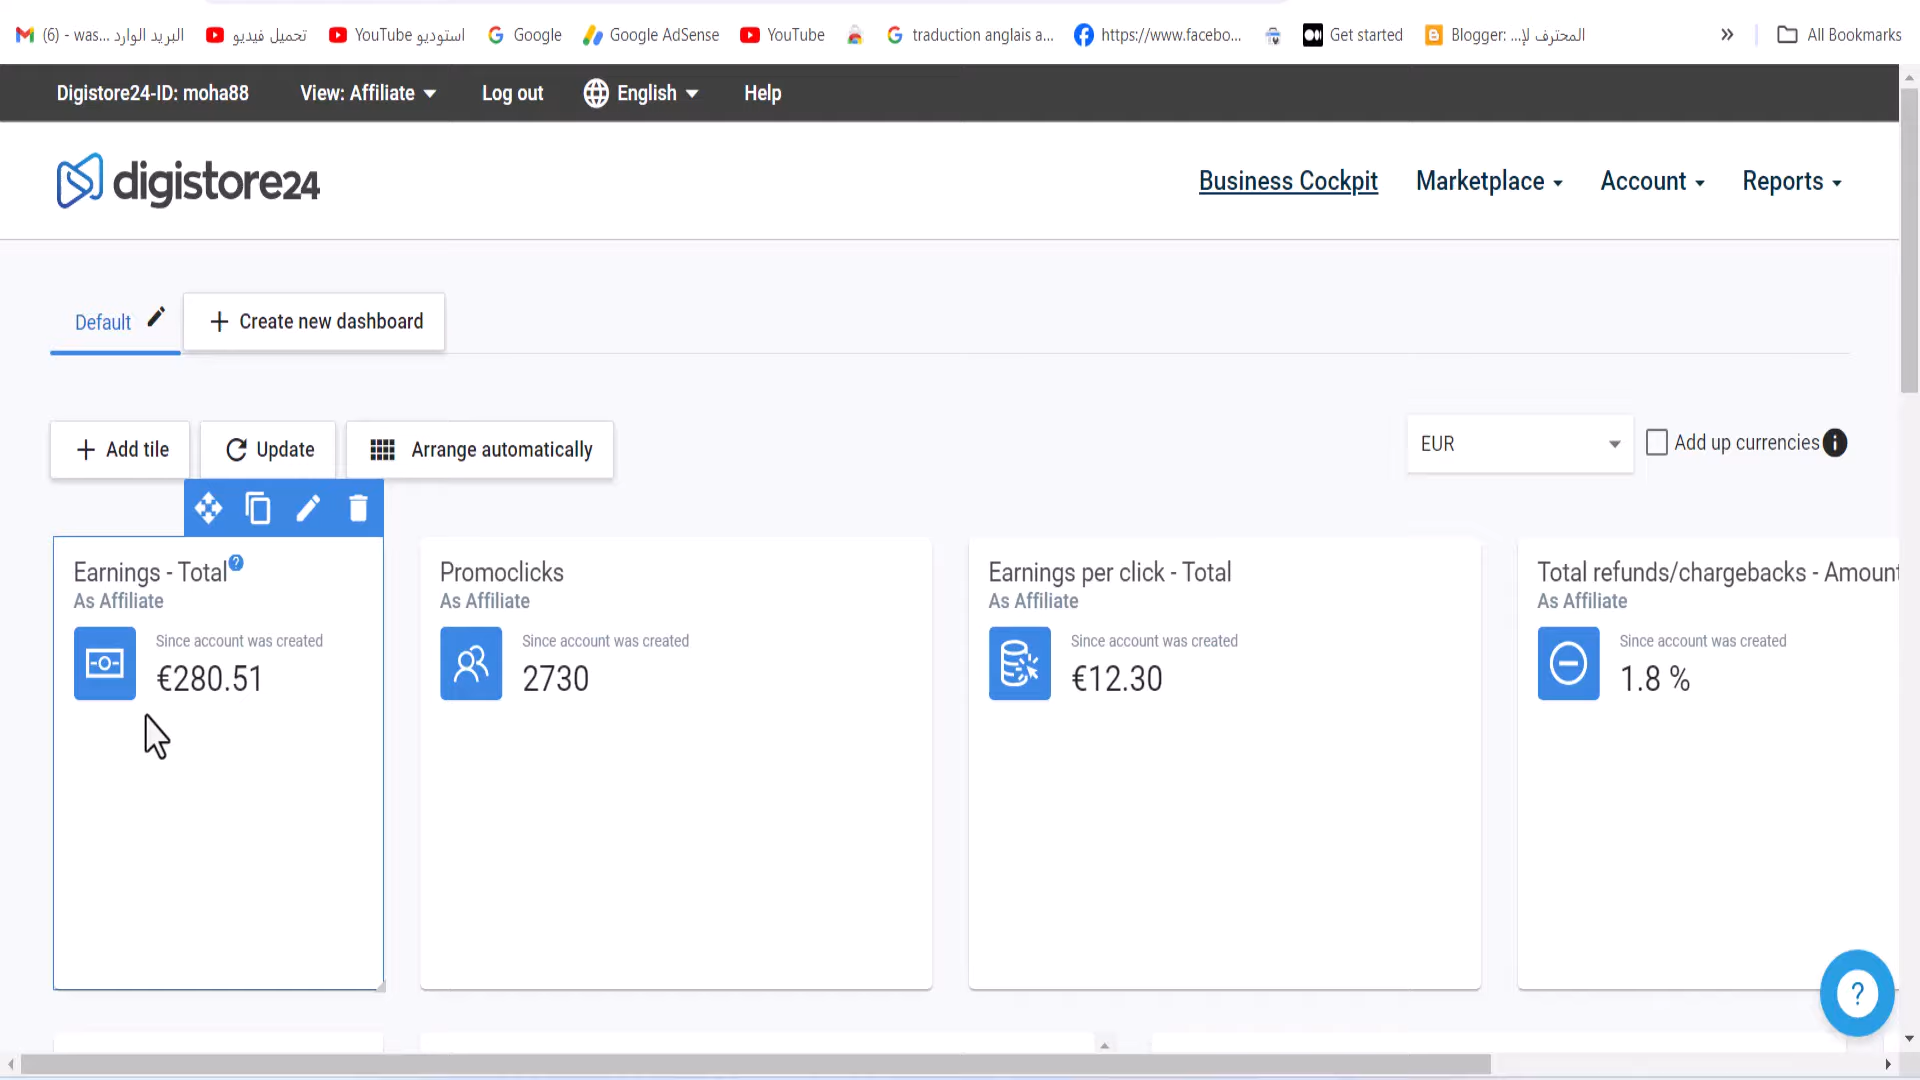 (6) - was... البريد الوارد
تحميل فيديو
YouTube استوديو
Google
Google AdSense
YouTube
traduction anglais a...
https://www.facebo...
Get started
Blogger: ...المحترف لإ
All Bookmarks
Digistore24-ID: moha88
View: Affiliate
Log out
English
Help
digistore24
Business Cockpit
Marketplace
Account
Reports
Default
+ Create new dashboard
+ Add tile
Update
Arrange automatically
EUR
Add up currencies
Earnings - Total
As Affiliate
Since account was created
€280.51
Promoclicks
As Affiliate
Since account was created
2730
Earnings per click - Total
As Affiliate
Since account was created
€12.30
Total refunds/chargebacks - Amount
As Affiliate
Since account was created
1.8 %